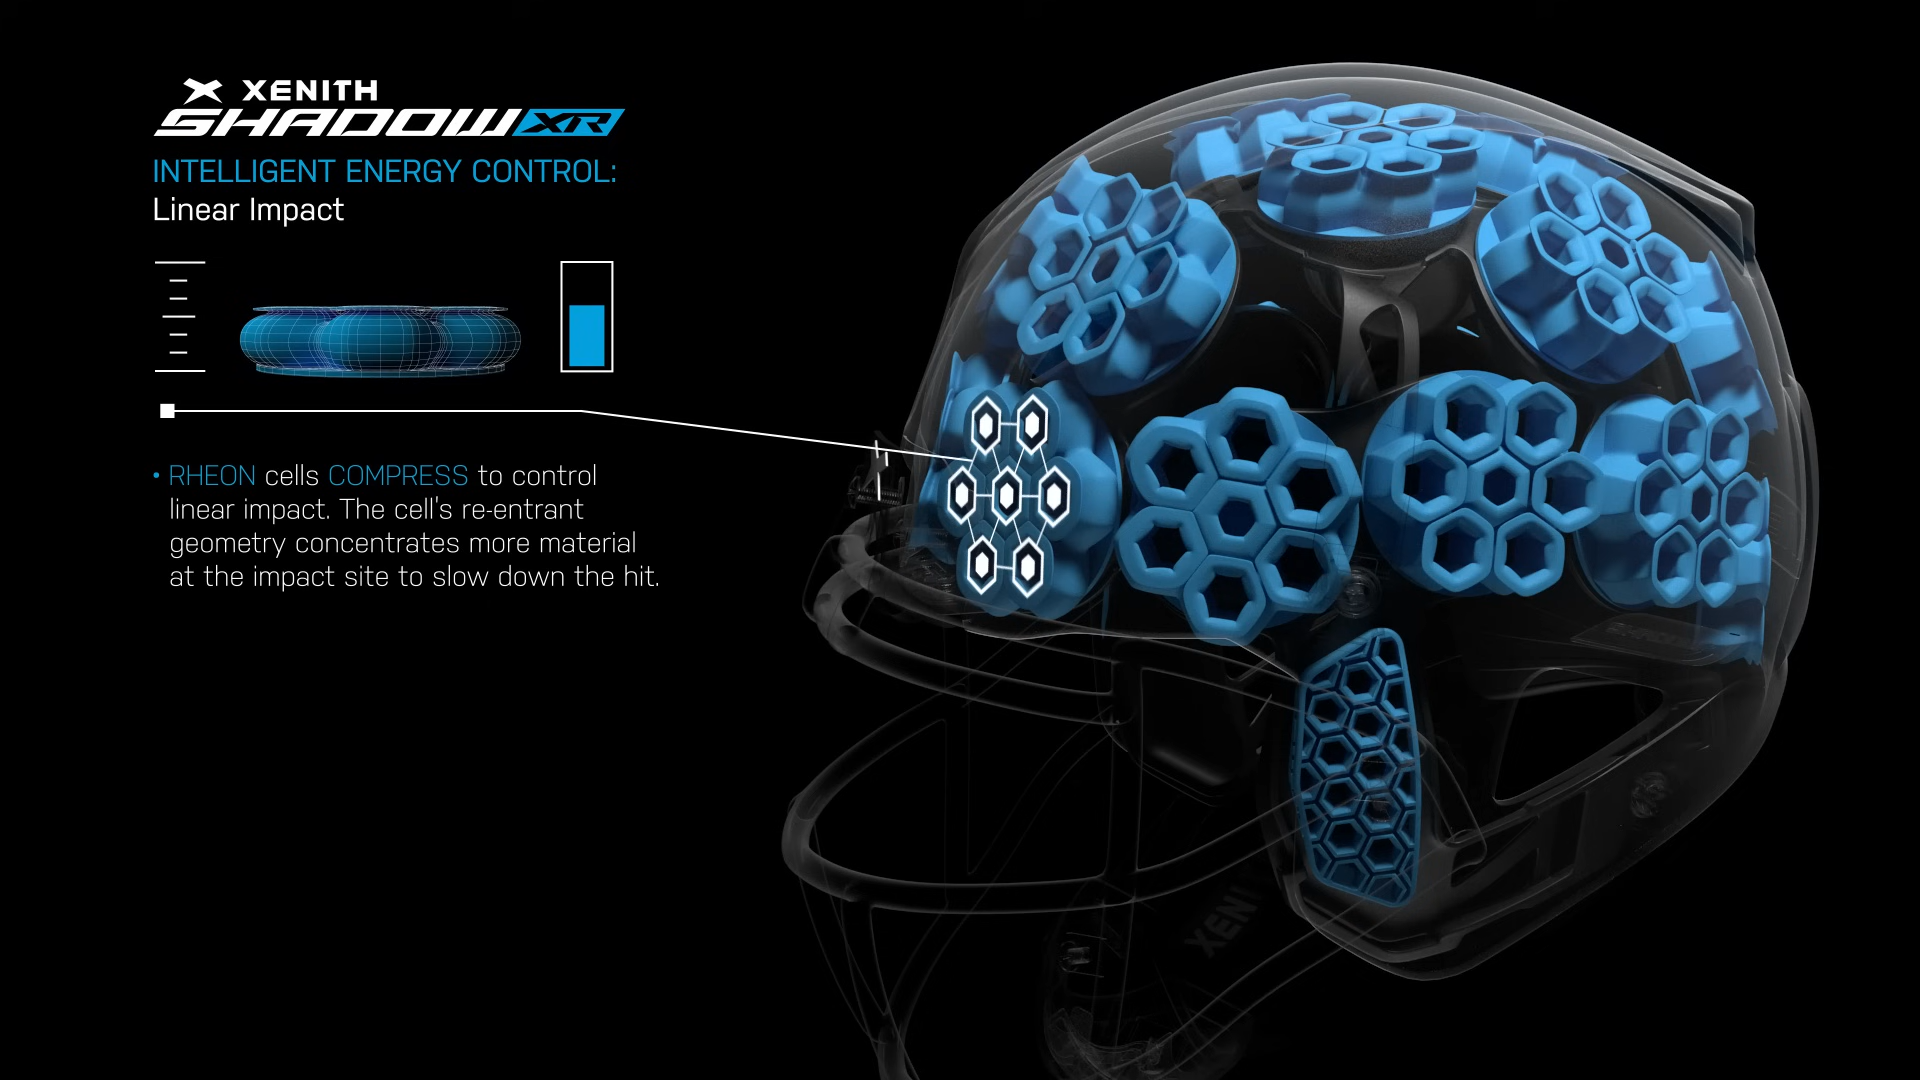 XENITH
SHADOW XR
INTELLIGENT ENERGY CONTROL:
Linear Impact
• RHEON cells COMPRESS to control
linear impact. The cell's re-entrant
geometry concentrates more material
at the impact site to slow down the hit.
XENI